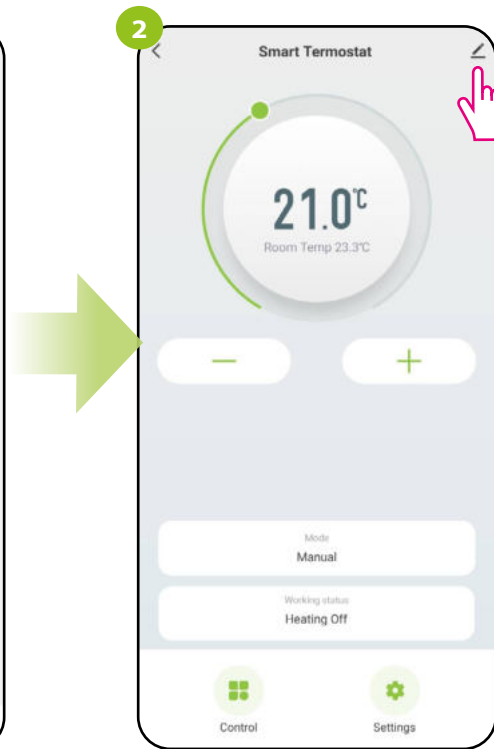 2
Smart Termostat
21.0℃
Room Temp 23.3℃
Mode
Manual
Working status
Heating Off
Control
Settings